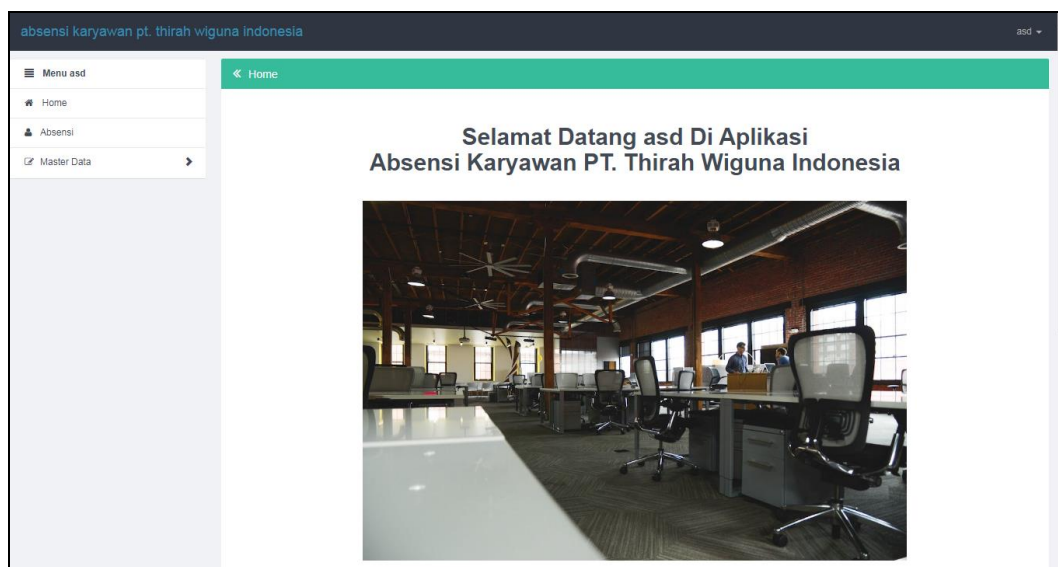 absensi karyawan pt. thirah wiguna indonesia
asd
Menu asd
Home
Absensi
Master Data
Home
Selamat Datang asd Di Aplikasi
Absensi Karyawan PT. Thirah Wiguna Indonesia